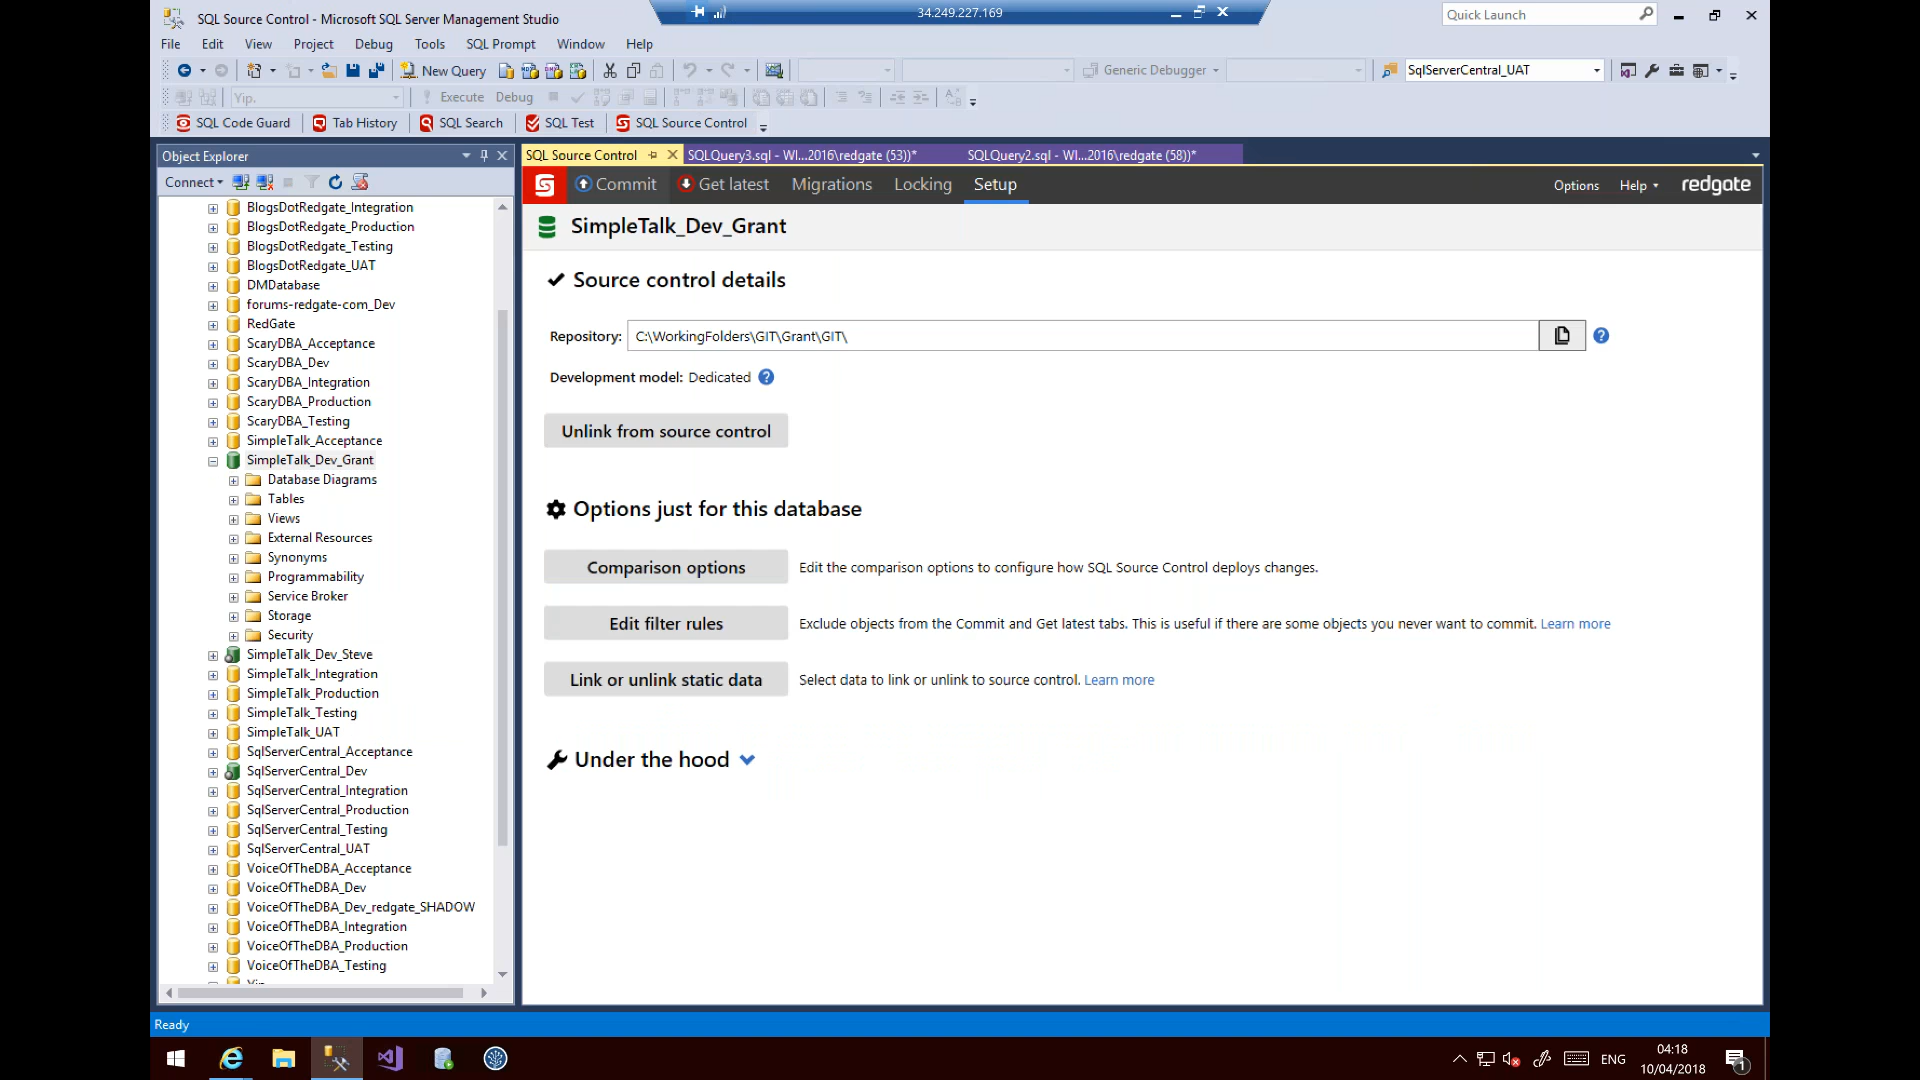 SQL Source Control - Microsoft SQL Server Management Studio
34.249.227.169
Quick Launch
File Edit View Project Debug Tools SQL Prompt Window Help
New Query
Generic Debugger
SqlServerCentral_UAT
Yip.
Execute Debug
SQL Code Guard Tab History SQL Search SQL Test SQL Source Control
Object Explorer
Connect
BlogsDotRedgate_Integration
BlogsDotRedgate_Production
BlogsDotRedgate_Testing
BlogsDotRedgate_UAT
DMDatabase
forums-redgate-com_Dev
RedGate
ScaryDBA_Acceptance
ScaryDBA_Dev
ScaryDBA_Integration
ScaryDBA_Production
ScaryDBA_Testing
SimpleTalk_Acceptance
SimpleTalk_Dev_Grant
Database Diagrams
Tables
Views
External Resources
Synonyms
Programmability
Service Broker
Storage
Security
SimpleTalk_Dev_Steve
SimpleTalk_Integration
SimpleTalk_Production
SimpleTalk_Testing
SimpleTalk_UAT
SqlServerCentral_Acceptance
SqlServerCentral_Dev
SqlServerCentral_Integration
SqlServerCentral_Production
SqlServerCentral_Testing
SqlServerCentral_UAT
VoiceOfTheDBA_Acceptance
VoiceOfTheDBA_Dev
VoiceOfTheDBA_Dev_redgate_SHADOW
VoiceOfTheDBA_Integration
VoiceOfTheDBA_Production
VoiceOfTheDBA_Testing
SQL Source Control SQLQuery3.sql - WI...2016\redgate (53))* SQLQuery2.sql - WI...2016\redgate (58))*
Commit Get latest Migrations Locking Setup Options Help redgate
SimpleTalk_Dev_Grant
Source control details
Repository: C:\WorkingFolders\GIT\Grant\GIT\
Development model: Dedicated
Unlink from source control
Options just for this database
Comparison options Edit the comparison options to configure how SQL Source Control deploys changes.
Edit filter rules Exclude objects from the Commit and Get latest tabs. This is useful if there are some objects you never want to commit. Learn more
Link or unlink static data Select data to link or unlink to source control. Learn more
Under the hood
Ready
ENG
04:18
10/04/2018
1